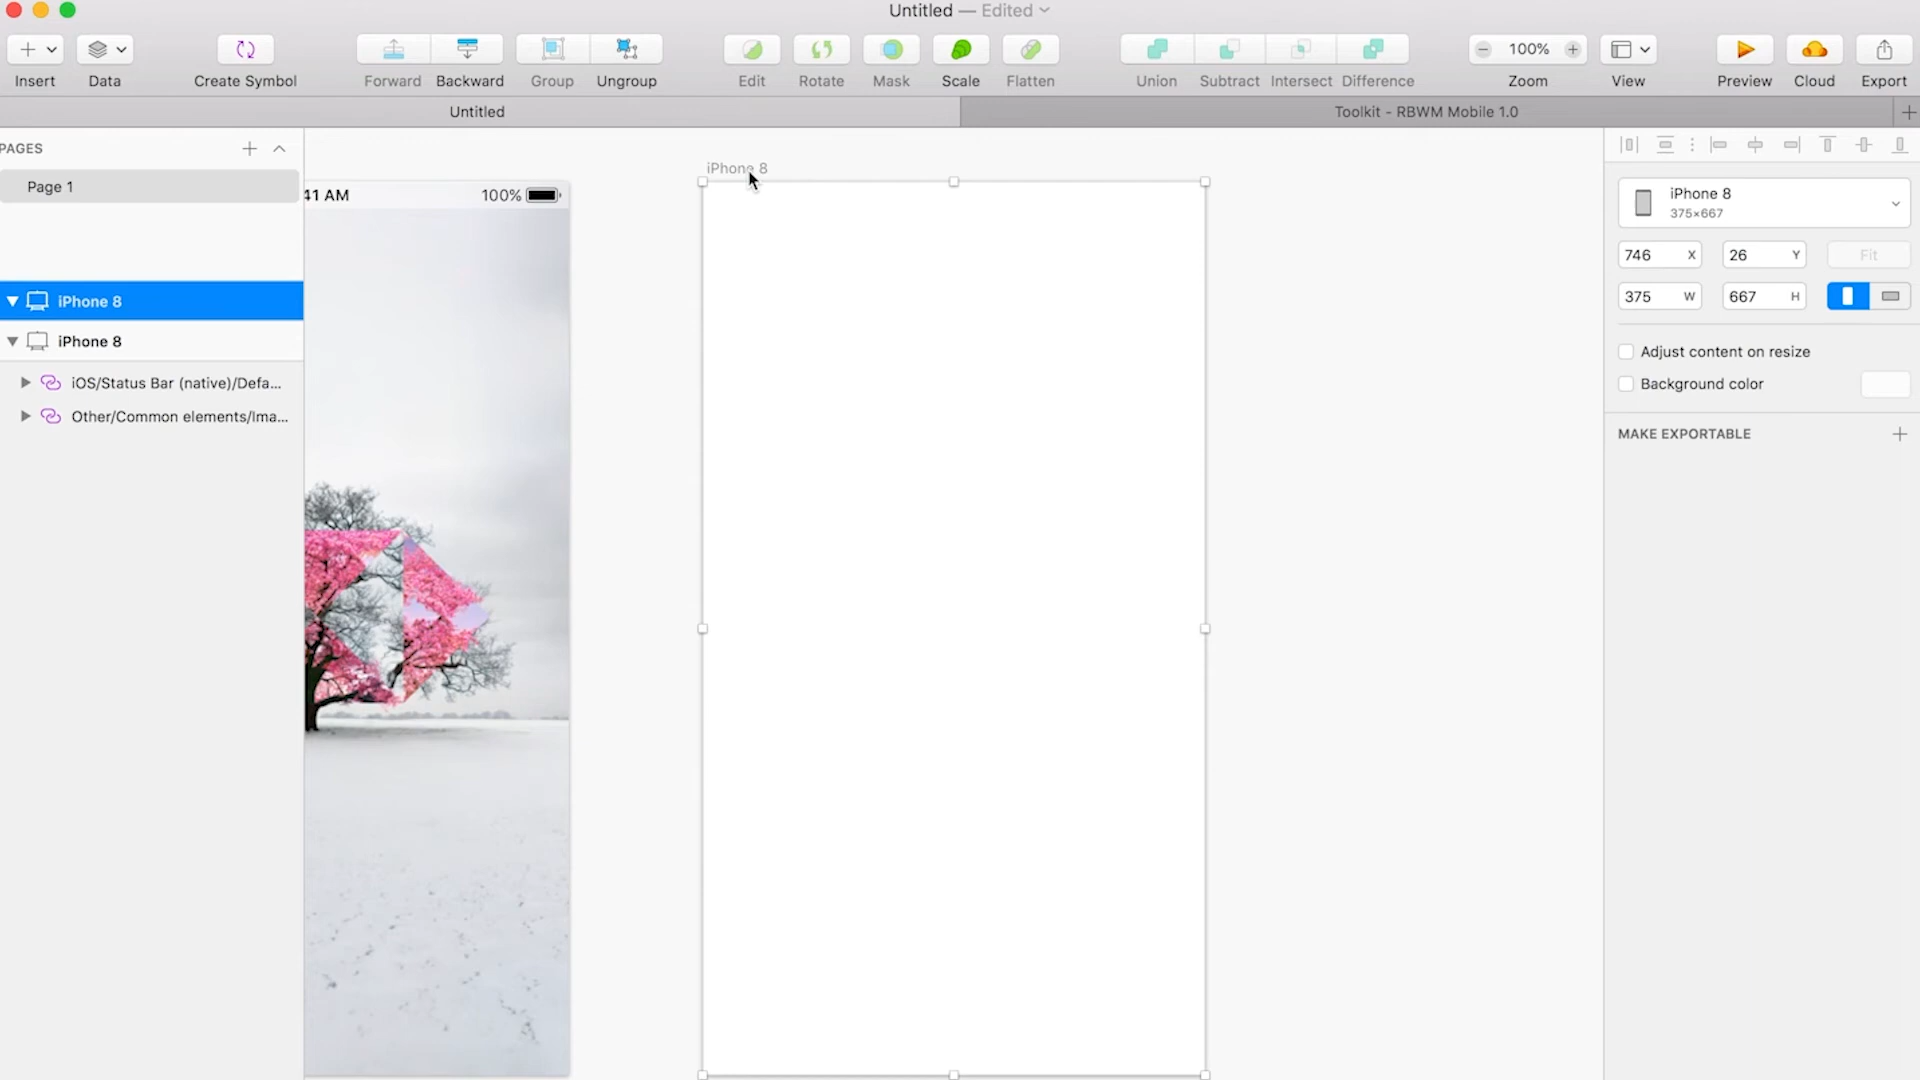 Untitled — Edited
Insert
Data
Create Symbol
Forward
Backward
Group
Ungroup
Edit
Rotate
Mask
Scale
Flatten
Union
Subtract
Intersect
Difference
100%
Zoom
View
Preview
Cloud
Export
Untitled
Toolkit - RBWM Mobile 1.0
PAGES
Page 1
iPhone 8
iPhone 8
iOS/Status Bar (native)/Defa...
Other/Common elements/Ima...
41 AM
100%
iPhone 8
iPhone 8
375×667
746 X
26 Y
Fit
375 W
667 H
Adjust content on resize
Background color
MAKE EXPORTABLE